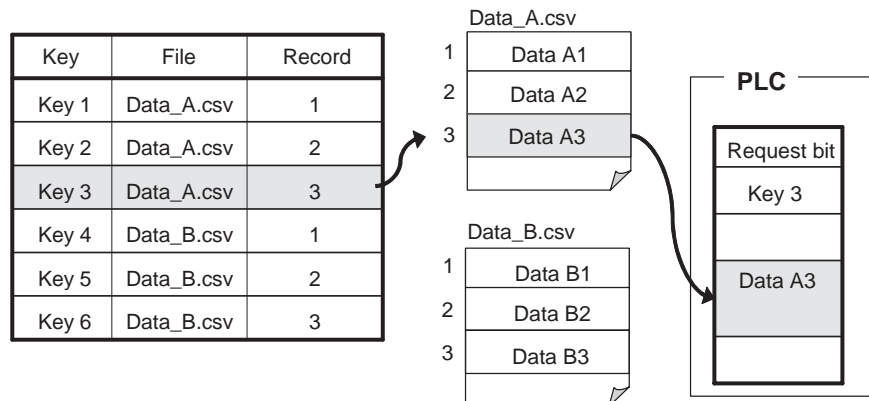 Key File Record
Key 1 Data_A.csv 1
Key 2 Data_A.csv 2
Key 3 Data_A.csv 3
Key 4 Data_B.csv 1
Key 5 Data_B.csv 2
Key 6 Data_B.csv 3
Data_A.csv
1 Data A1
2 Data A2
3 Data A3
Data_B.csv
1 Data B1
2 Data B2
3 Data B3
PLC
Request bit
Key 3
Data A3